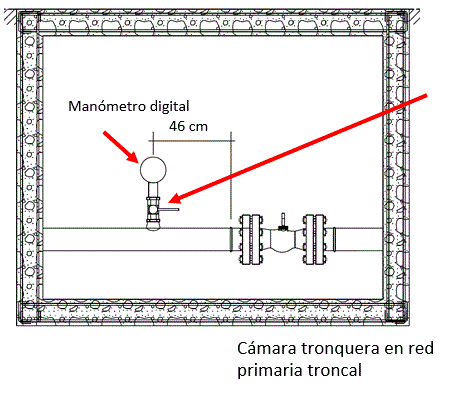 Manómetro digital
46 cm
Cámara tronquera en red
primaria troncal